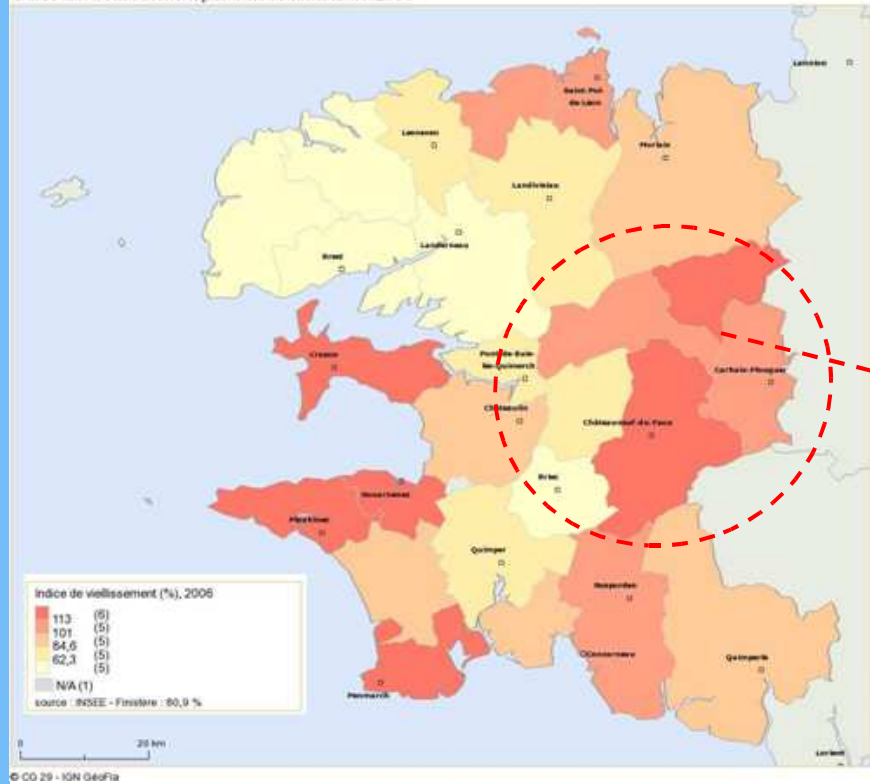 Lannion
Saint-Pol
de-Léon
Lesneven
Morlaix
Landivisiau
Landerneau
Brest
Crozon
Pont-de-Buis
lès-Quimerch
Carhaix-Plouguer
Châteaulin
Châteauneuf-du-Faou
Briec
Douarnenez
Plouhinec
Quimper
Rosporden
Concarneau
Quimperlé
Penmarch
Lorient
Indice de vieillissement (%), 2006
(6)
113
(5)
101
(5)
84,6
(5)
62,3
(5)
N/A (1)
source : INSEE - Finistere : 80,9 %
0 20 km
© CG 29 - IGN GéoFla